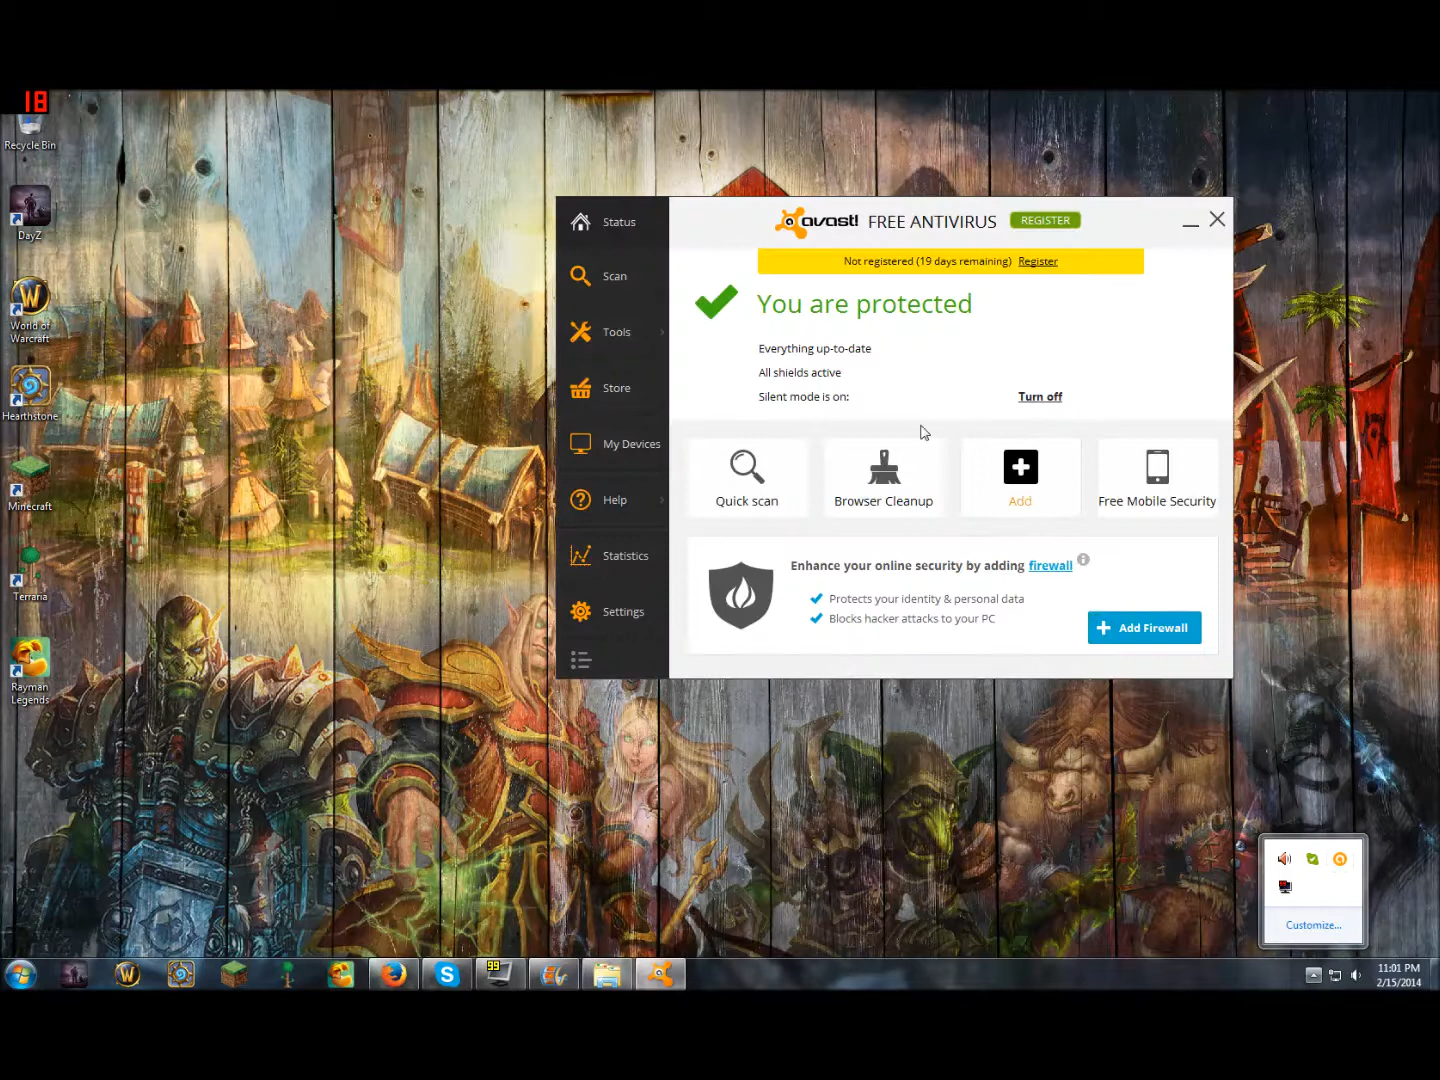 18
Recycle Bin
DayZ
World of
Warcraft
Hearthstone
Minecraft
Terraria
Rayman
Legends
Status
Scan
Tools
Store
My Devices
Help
Statistics
Settings
avast! FREE ANTIVIRUS REGISTER
Not registered (19 days remaining) Register
You are protected
Everything up-to-date
All shields active
Silent mode is on: Turn off
Quick scan
Browser Cleanup
Add
Free Mobile Security
Enhance your online security by adding firewall
Protects your identity & personal data
Blocks hacker attacks to your PC
Add Firewall
Customize...
99
11:01 PM
2/15/2014